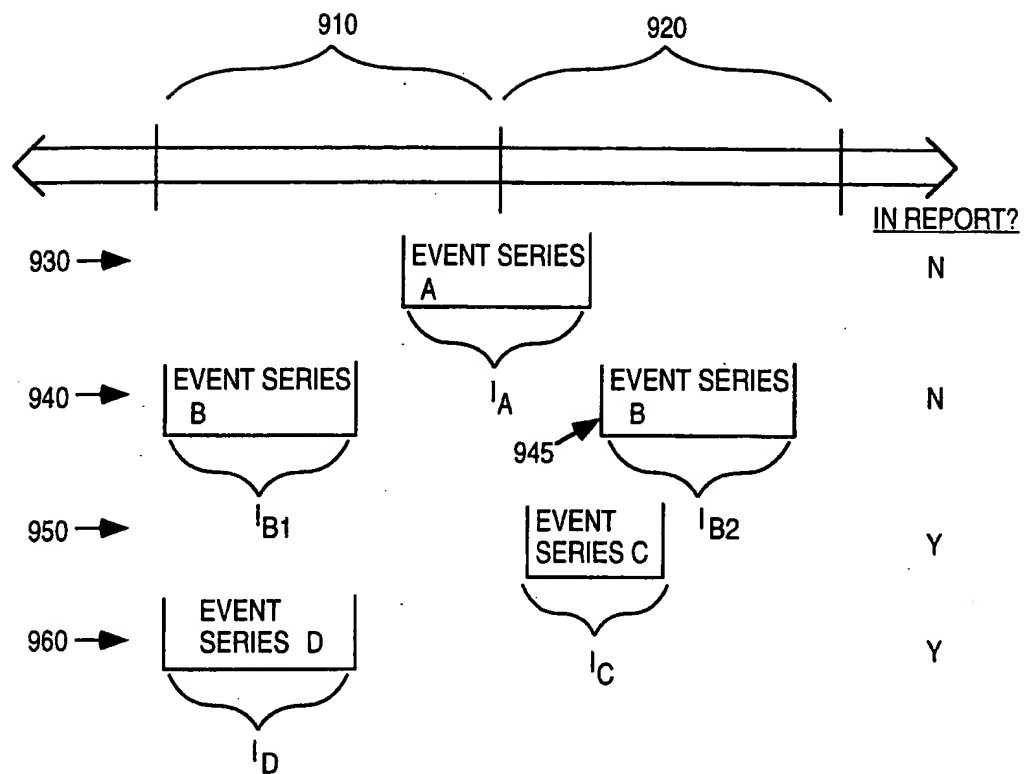 910 920
IN REPORT?
930 EVENT SERIES A N
I_A
940 EVENT SERIES B EVENT SERIES B N
945
I_B1 I_B2
950 EVENT SERIES C Y
I_C
960 EVENT SERIES D Y
I_D